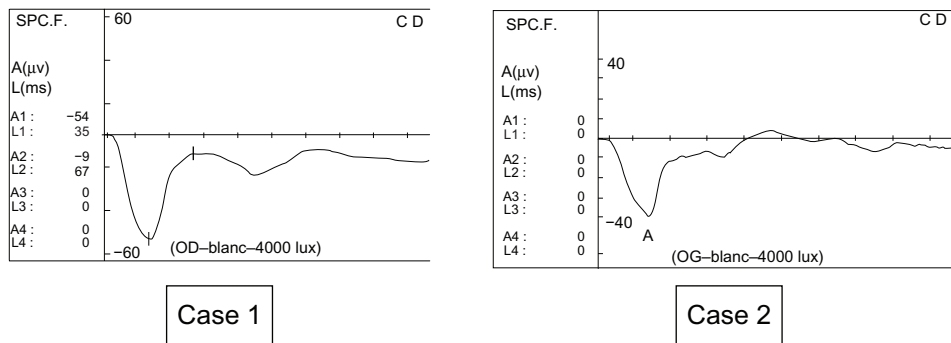 SPC.F.
60
C D
A(μv)
L(ms)
A1 : −54
L1 : 35
A2 : −9
L2 : 67
A3 : 0
L3 : 0
A4 : 0
L4 : 0
−60
(OD–blanc–4000 lux)
Case 1
SPC.F.
C D
40
A(μv)
L(ms)
A1 : 0
L1 : 0
A2 : 0
L2 : 0
A3 : 0
L3 : 0
A4 : 0
L4 : 0
−40
A
(OG–blanc–4000 lux)
Case 2